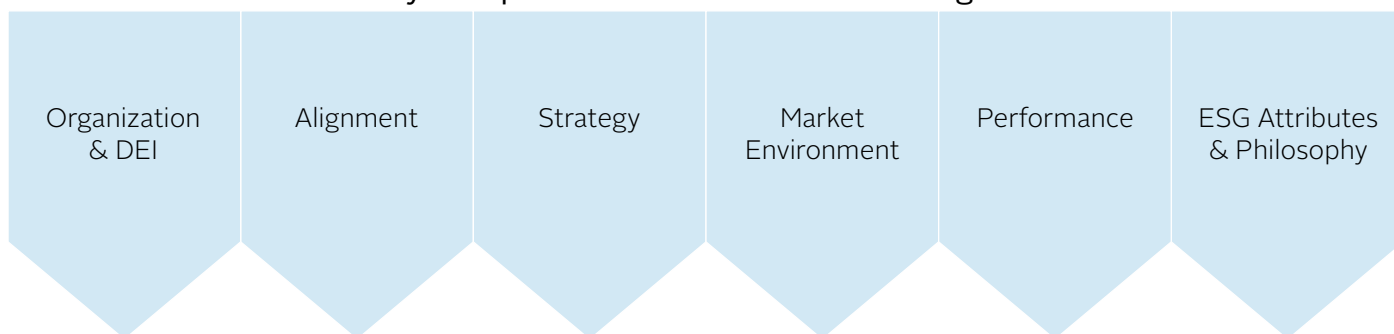 Organization
& DEI
Alignment
Strategy
Market
Environment
Performance
ESG Attributes
& Philosophy